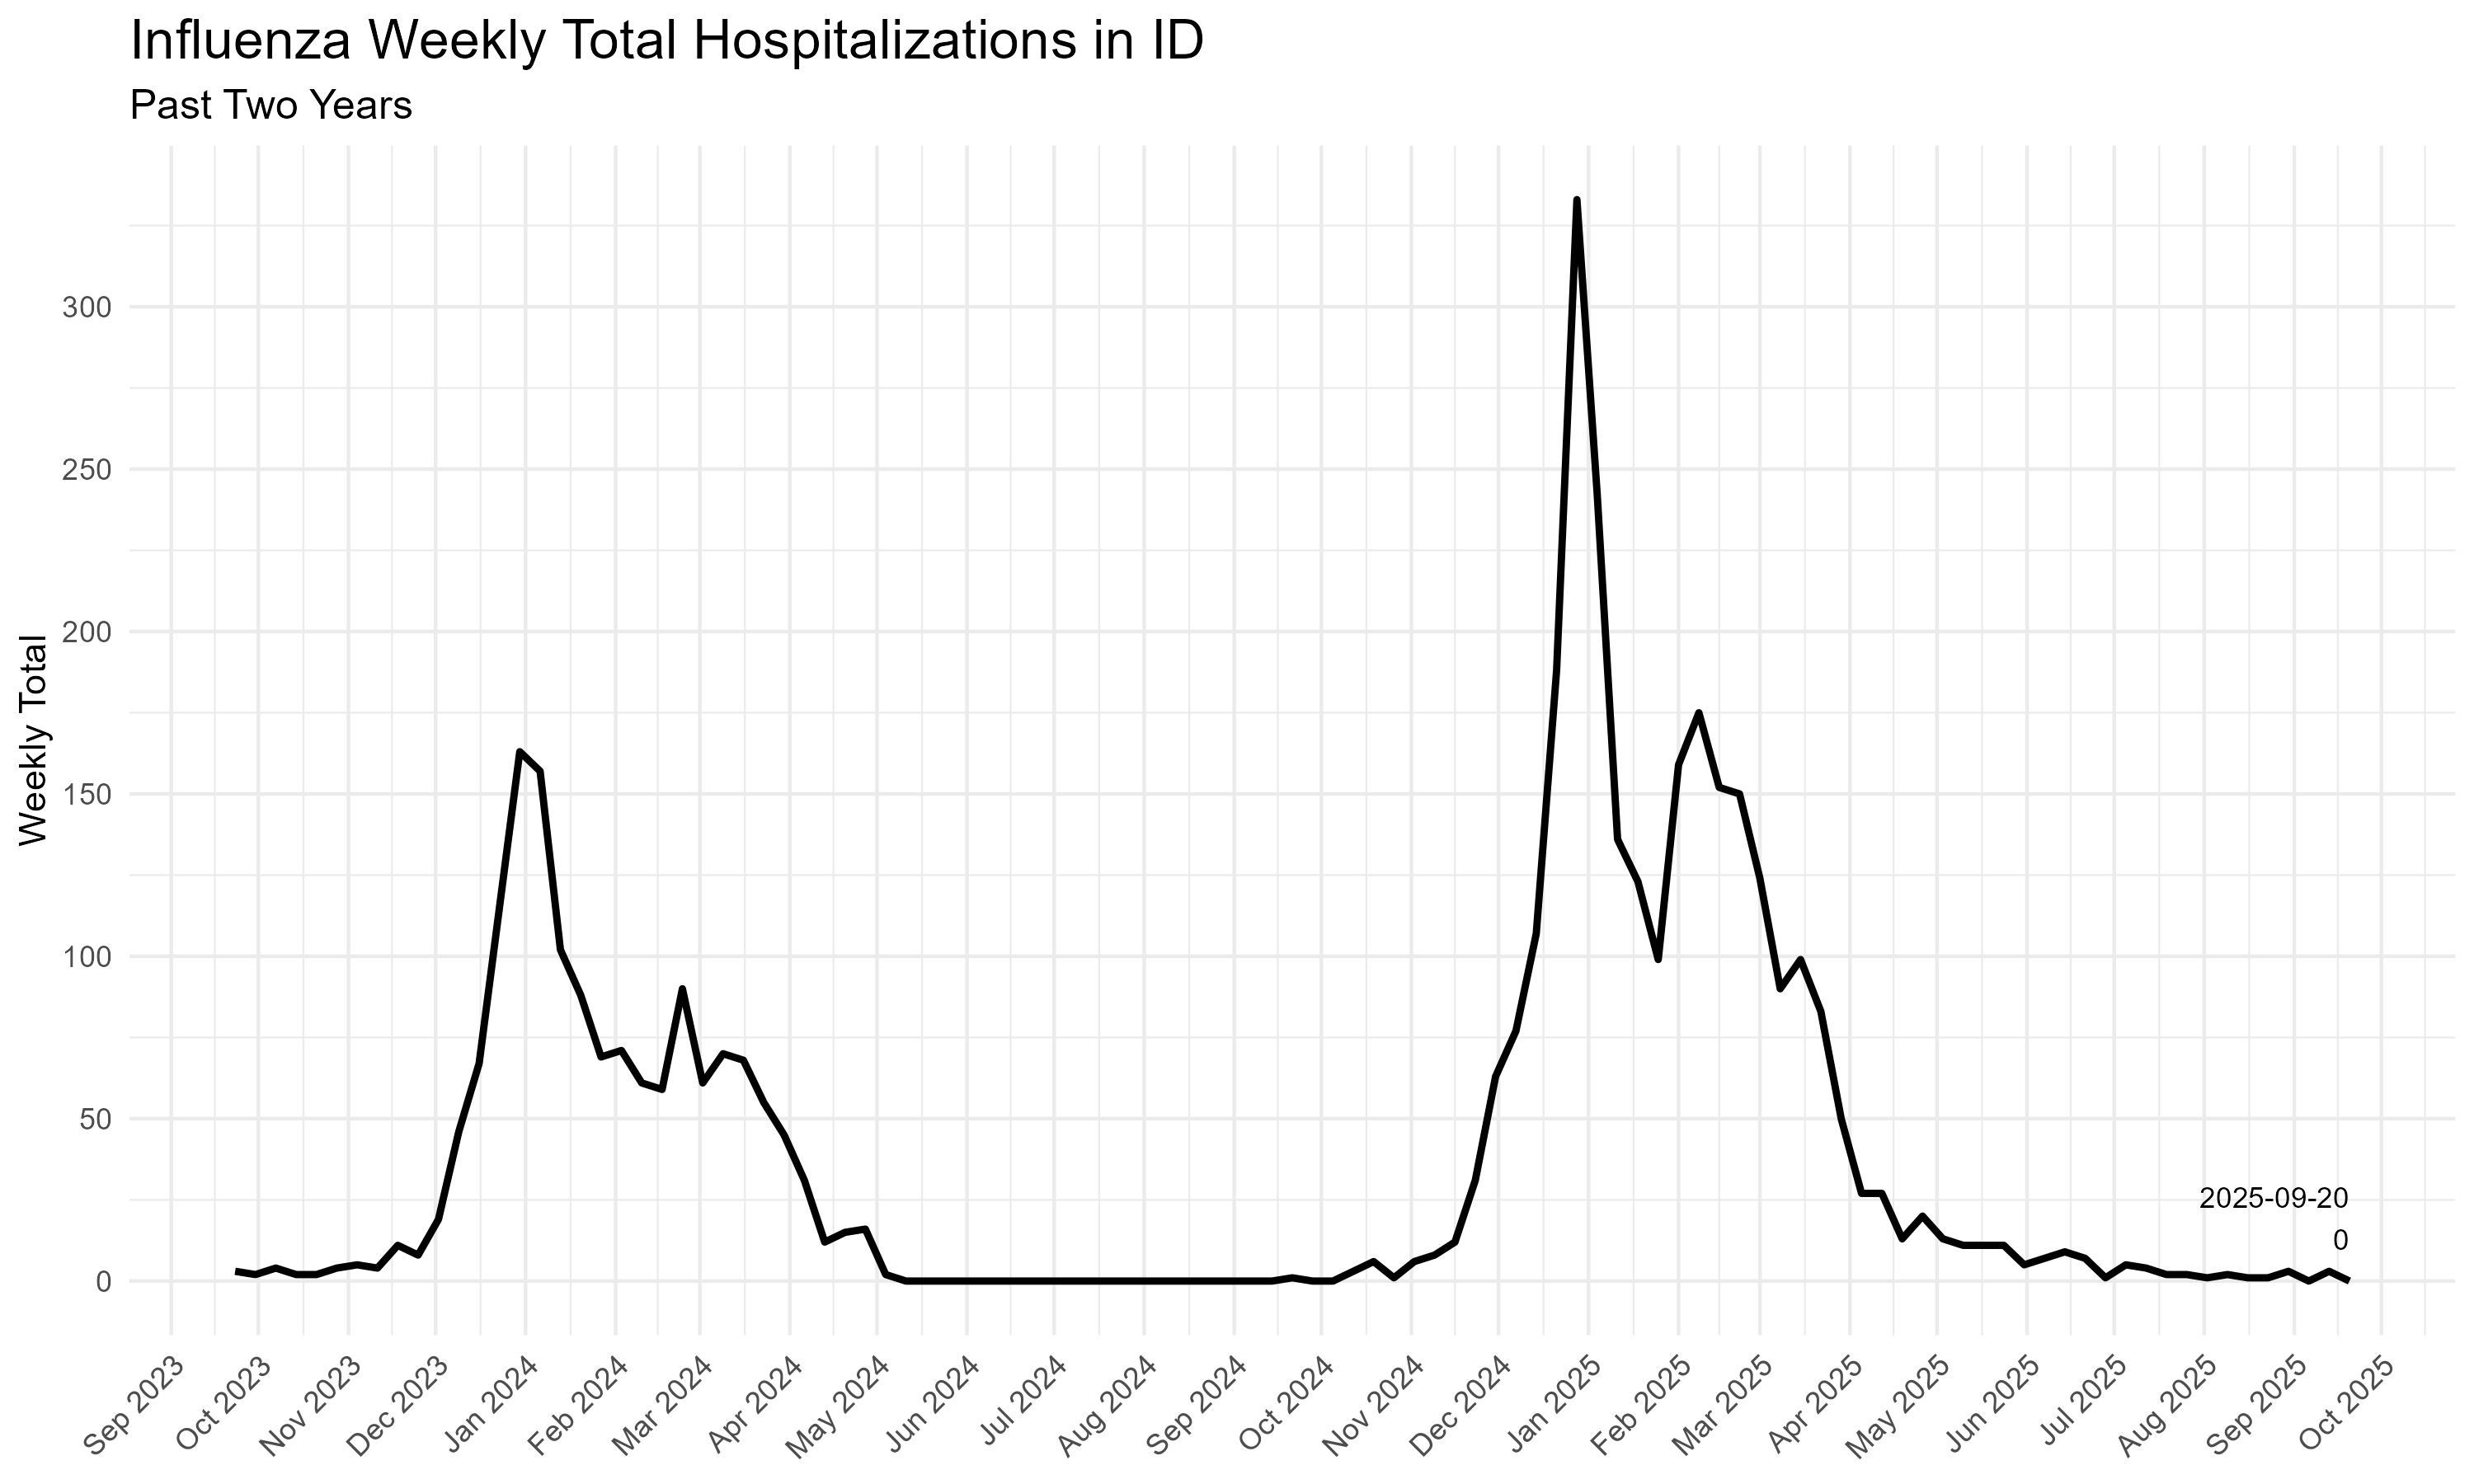 Influenza Weekly Total Hospitalizations in ID
Past Two Years
Weekly Total
300
250
200
150
100
50
0
2025-09-20
0
Sep 2023
Oct 2023
Nov 2023
Dec 2023
Jan 2024
Feb 2024
Mar 2024
Apr 2024
May 2024
Jun 2024
Jul 2024
Aug 2024
Sep 2024
Oct 2024
Nov 2024
Dec 2024
Jan 2025
Feb 2025
Mar 2025
Apr 2025
May 2025
Jun 2025
Jul 2025
Aug 2025
Sep 2025
Oct 2025